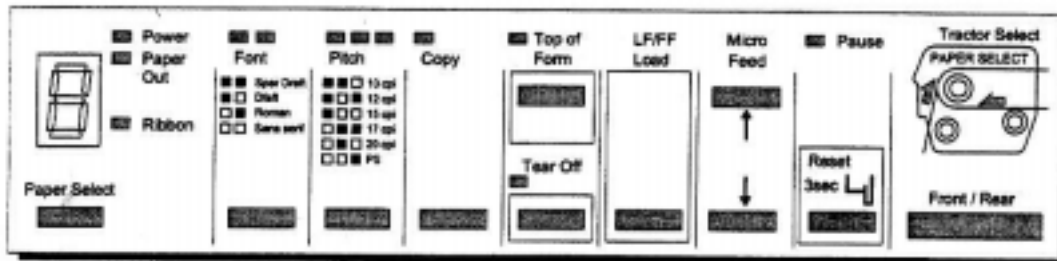 Power
Paper
Out
Ribbon
Paper Select
Font
Sper Draft
Draft
Roman
Sans serif
Pitch
10 cpi
12 cpi
15 cpi
17 cpi
20 cpi
PS
Copy
Top of
Form
Tear Off
LF/FF
Load
Micro
Feed
Pause
Reset
3sec
Tractor Select
PAPER SELECT
Front / Rear